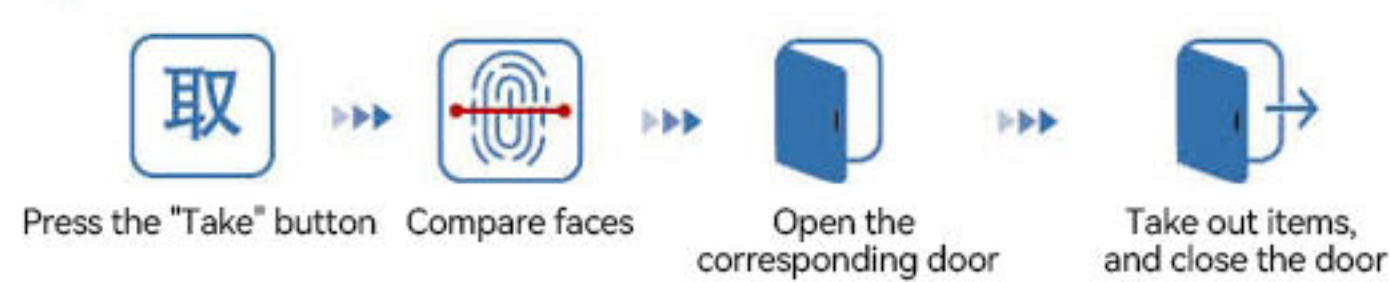 取
Press the "Take" button
Compare faces
Open the
corresponding door
Take out items,
and close the door